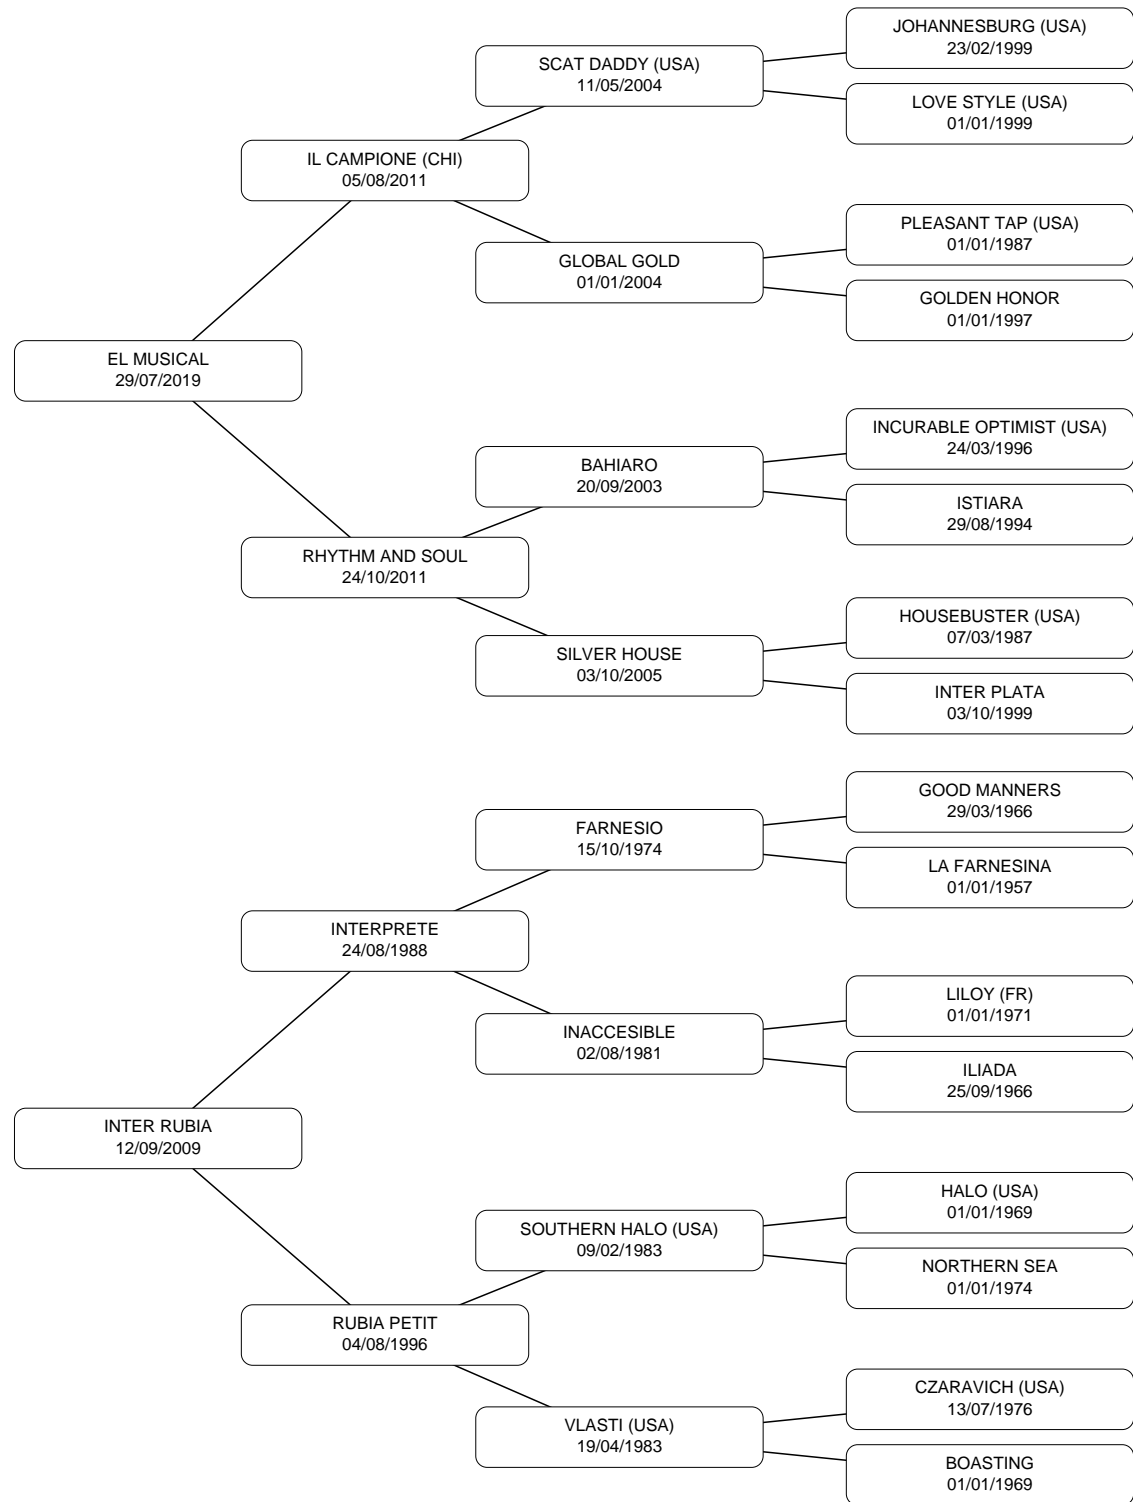 JOHANNESBURG (USA)
23/02/1999
SCAT DADDY (USA)
11/05/2004
LOVE STYLE (USA)
01/01/1999
IL CAMPIONE (CHI)
05/08/2011
PLEASANT TAP (USA)
01/01/1987
GLOBAL GOLD
01/01/2004
GOLDEN HONOR
01/01/1997
EL MUSICAL
29/07/2019
INCURABLE OPTIMIST (USA)
24/03/1996
BAHIARO
20/09/2003
ISTIARA
29/08/1994
RHYTHM AND SOUL
24/10/2011
HOUSEBUSTER (USA)
07/03/1987
SILVER HOUSE
03/10/2005
INTER PLATA
03/10/1999
GOOD MANNERS
29/03/1966
FARNESIO
15/10/1974
LA FARNESINA
01/01/1957
INTERPRETE
24/08/1988
LILOY (FR)
01/01/1971
INACCESIBLE
02/08/1981
ILIADA
25/09/1966
INTER RUBIA
12/09/2009
HALO (USA)
01/01/1969
SOUTHERN HALO (USA)
09/02/1983
NORTHERN SEA
01/01/1974
RUBIA PETIT
04/08/1996
CZARAVICH (USA)
13/07/1976
VLASTI (USA)
19/04/1983
BOASTING
01/01/1969